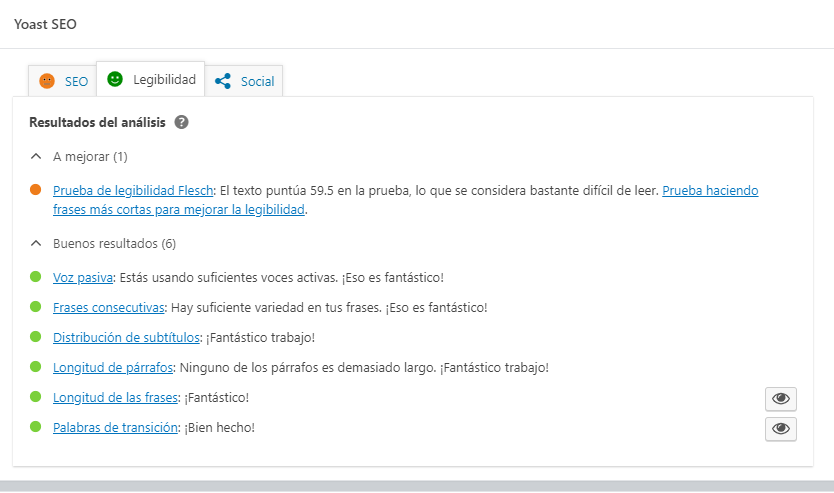 Yoast SEO
SEO
Legibilidad
Social
Resultados del análisis ?
A mejorar (1)
Prueba de legibilidad Flesch: El texto puntúa 59.5 en la prueba, lo que se considera bastante difícil de leer. Prueba haciendo
frases más cortas para mejorar la legibilidad.
Buenos resultados (6)
Voz pasiva: Estás usando suficientes voces activas. ¡Eso es fantástico!
Frases consecutivas: Hay suficiente variedad en tus frases. ¡Eso es fantástico!
Distribución de subtítulos: ¡Fantástico trabajo!
Longitud de párrafos: Ninguno de los párrafos es demasiado largo. ¡Fantástico trabajo!
Longitud de las frases: ¡Fantástico!
Palabras de transición: ¡Bien hecho!